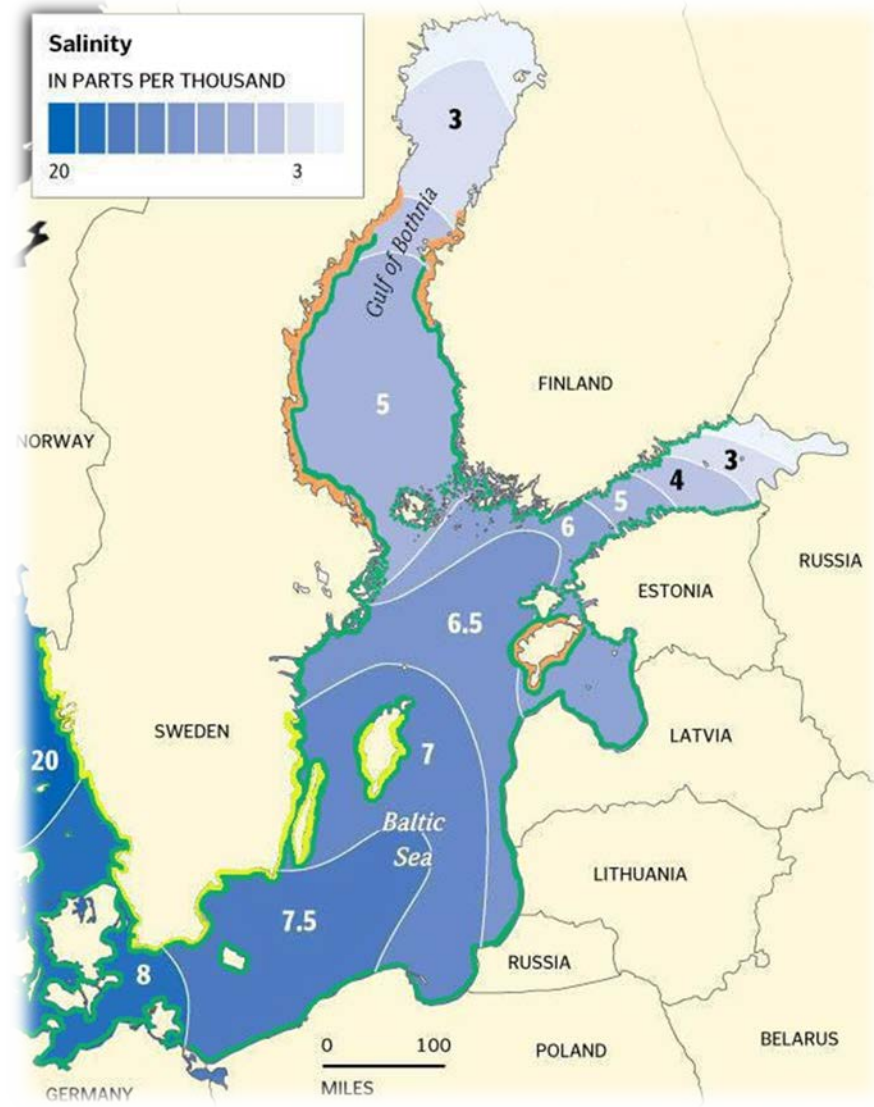 Salinity
IN PARTS PER THOUSAND
20 3
3
Gulf of Bothnia
FINLAND
5
NORWAY
3
4
5
6
RUSSIA
ESTONIA
6.5
SWEDEN
LATVIA
20
7
Baltic
Sea
LITHUANIA
7.5
RUSSIA
8
0 100
MILES
POLAND
BELARUS
GERMANY